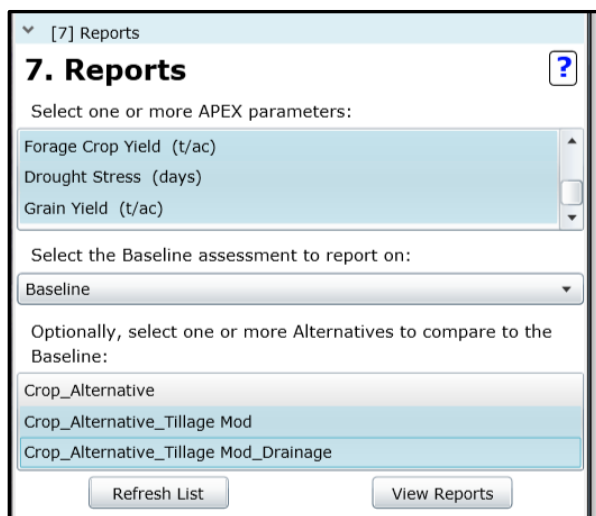 [7] Reports
7. Reports
?
Select one or more APEX parameters:
Forage Crop Yield (t/ac)
Drought Stress (days)
Grain Yield (t/ac)
Select the Baseline assessment to report on:
Baseline
Optionally, select one or more Alternatives to compare to the
Baseline:
Crop_Alternative
Crop_Alternative_Tillage Mod
Crop_Alternative_Tillage Mod_Drainage
Refresh List
View Reports